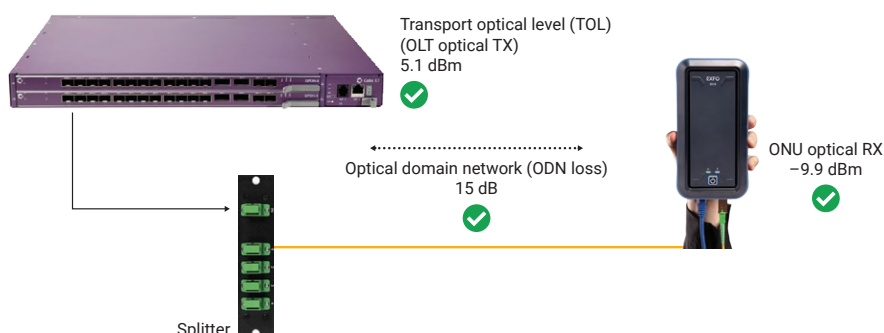 Transport optical level (TOL)
(OLT optical TX)
5.1 dBm
Optical domain network (ODN loss)
15 dB
EXFO
ONU optical RX
–9.9 dBm
Splitter